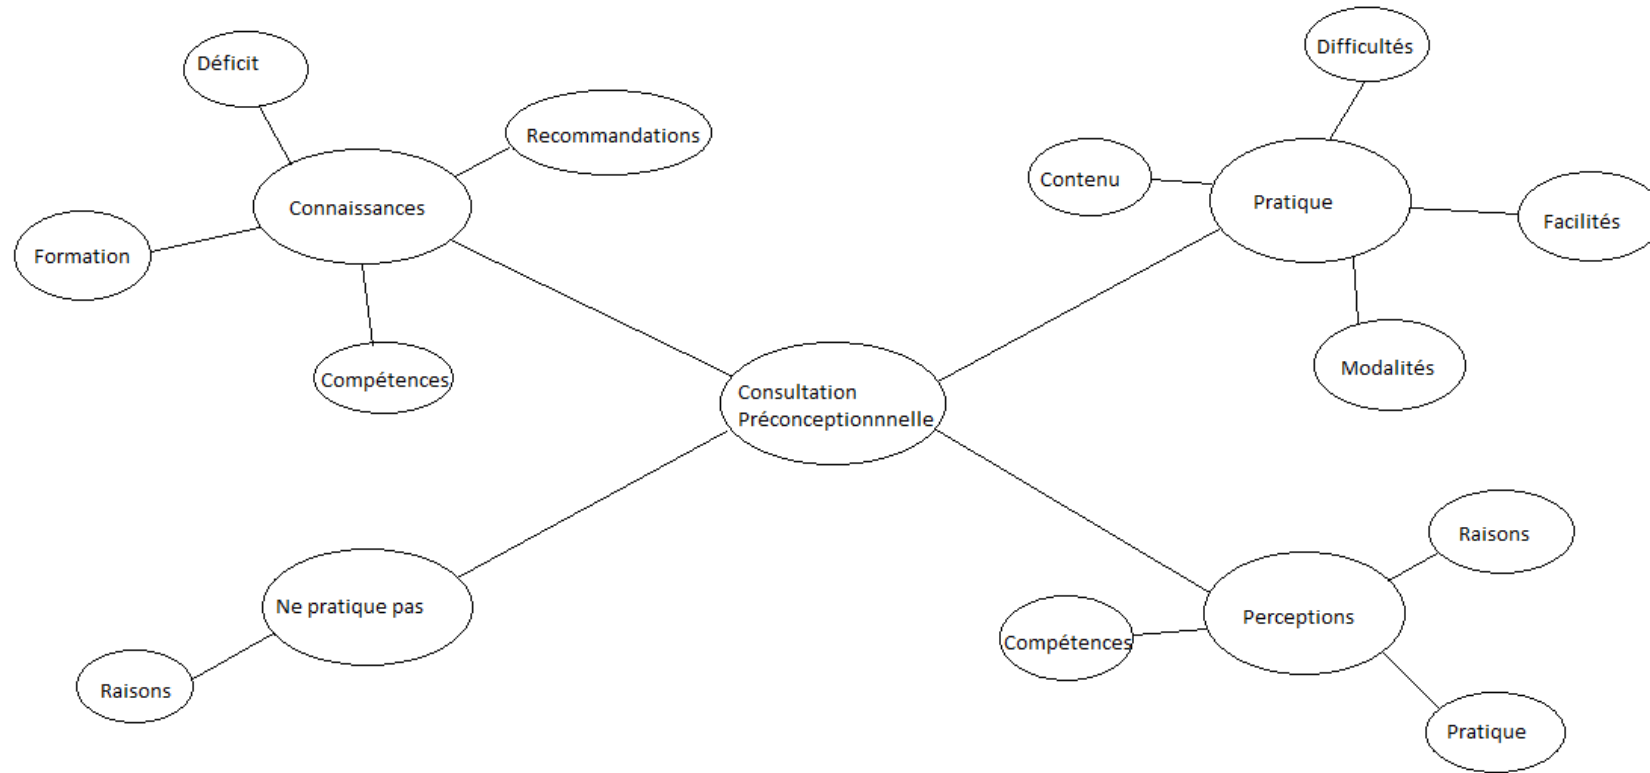 Déficit
Recommandations
Connaissances
Formation
Compétences
Difficultés
Contenu
Pratique
Facilités
Modalités
Consultation
Préconceptionnnelle
Ne pratique pas
Raisons
Raisons
Perceptions
Compétences
Pratique